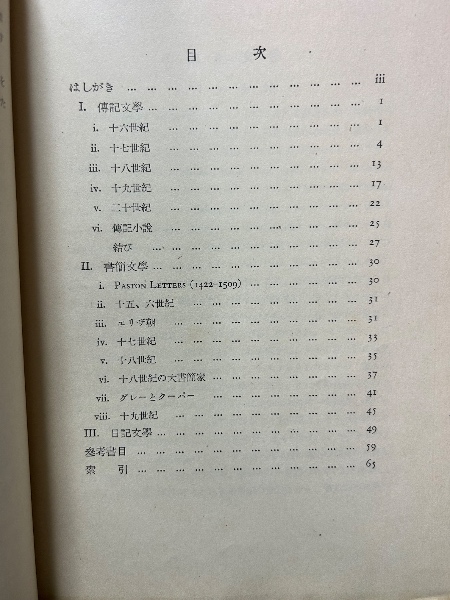 目 次
はしがき … … … … … … … … … … … … iii
I. 傳記文學 … … … … … … … … … … … 1
i. 十六世紀 … … … … … … … … … … 1
ii. 十七世紀 … … … … … … … … … … 4
iii. 十八世紀 … … … … … … … … … … 13
iv. 十九世紀 … … … … … … … … … … 17
v. 二十世紀 … … … … … … … … … … 22
vi. 傳記小說 … … … … … … … … … … 25
結び … … … … … … … … … … … 27
II. 書簡文學 … … … … … … … … … … … 30
i. PASTON LETTERS (1422-1509) … … … … … … … 30
ii. 十五、六世紀 … … … … … … … … … 31
iii. エリザ朝 … … … … … … … … … … 31
iv. 十七世紀 … … … … … … … … … … 33
v. 十八世紀 … … … … … … … … … … 35
vi. 十八世紀の大書簡家 … … … … … … … … 37
vii. グレーとクーパー … … … … … … … … 41
viii. 十九世紀 … … … … … … … … … … 45
III. 日記文學 … … … … … … … … … … … 49
參考書目 … … … … … … … … … … … … 59
索 引 … … … … … … … … … … … … 65